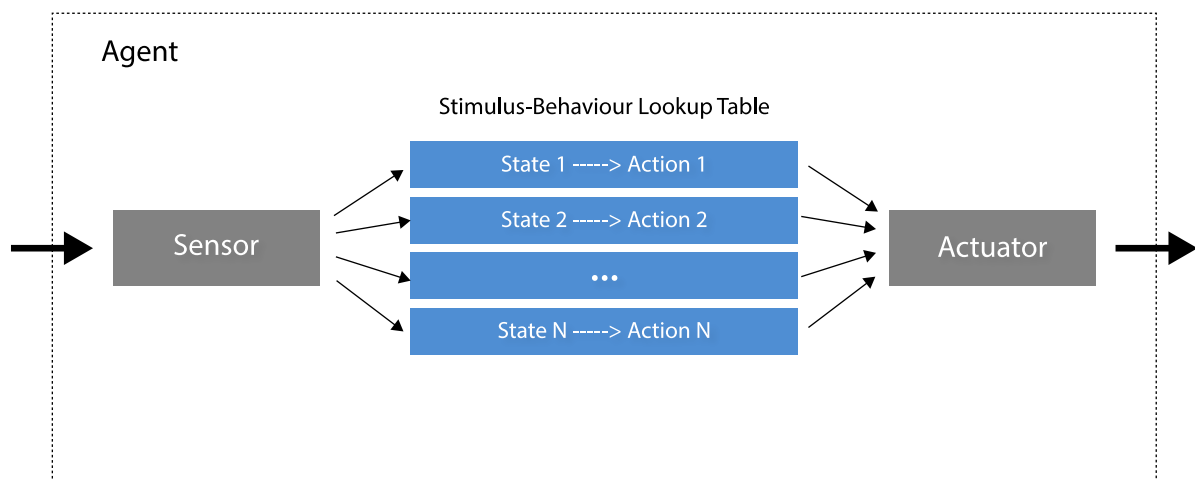 Agent
Stimulus-Behaviour Lookup Table
State 1 -----> Action 1
State 2 -----> Action 2
Sensor
Actuator
...
State N -----> Action N